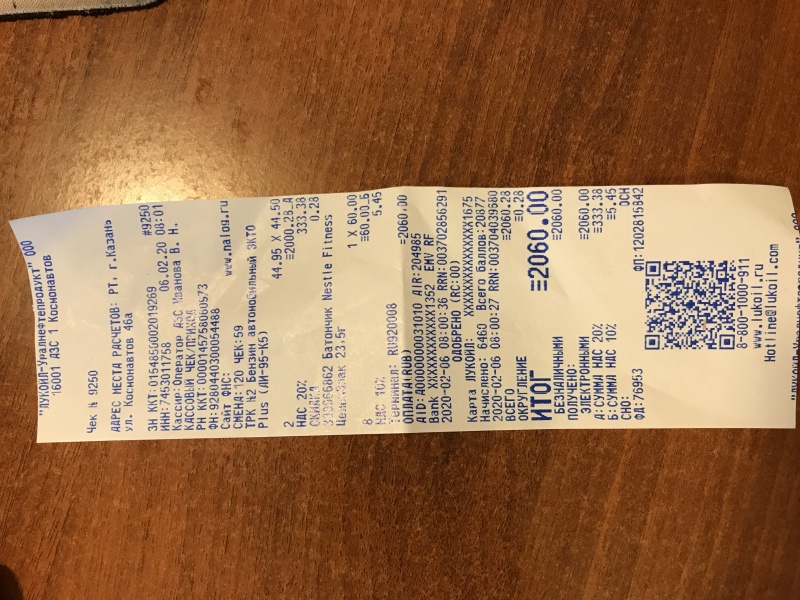 "ЛУКОЙЛ-Уралнефтепродукт" ООО
16001 АЗС 1 Космонавтов
Чек № 9250 #9250
06.02.20 08:01
АДРЕС МЕСТА РАСЧЕТОВ: РТ, г.Казань
ул. Космонавтов 46а
ЗН ККТ:0154856002019269
ИНН:7453011758
Кассир:Оператор АЗС Иванова В. Н.
КАССОВЫЙ ЧЕК/ПРИХОД
РН ККТ:0000145758060573
ФН:9280440300054488
Сайт ФНС: www.nalog.ru
СМЕН:120 ЧЕК:59
ТРК №2 Бензин автомобильный ЭКТО
Plus (АИ-95-К5)
44.95 X 44.50
2 ≡2000.28_А
НДС 20% 333.38
СКИДКА 0.28
Батончик Nestle Fitness
23.5г
1 X 60.00
8 ≡60.00_Б
НДС 10% 5.45
ТЕРМИНАЛ: RU920008
ОПЛАТА(RUB) =2060.00
AID:A0000000031010 AIR:204985
Карта XXXXXXXXXXXX1352 EMV RF
2020-02-06 08:00:36 RRN:003702856291
ОДОБРЕНО (RC:00)
Карта ЛУКОЙЛ: XXXXXXXXXXXXXXX1675
Начислено: 6460 Всего баллов:20877
2020-02-06 08:00:27 RRN:003704039680
ВСЕГО ≡2060.28
ОКРУГЛЕНИЕ ≡0.28
ИТОГ ≡2060.00
БЕЗНАЛИЧНЫМИ ≡2060.00
ПОЛУЧЕНО:
ЭЛЕКТРОННЫМИ ≡2060.00
А:СУММА НДС 20% ≡333.38
Б:СУММА НДС 10% ≡5.45
СНО: ОСН
ФД:76953 ФП:1202815842
8-800-1000-911
www.lukoil.ru
Hotline@lukoil.com